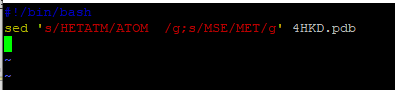 #!/bin/bash
sed 's/HETATM/ATOM  /g;s/MSE/MET/g' 4HKD.pdb
~
~